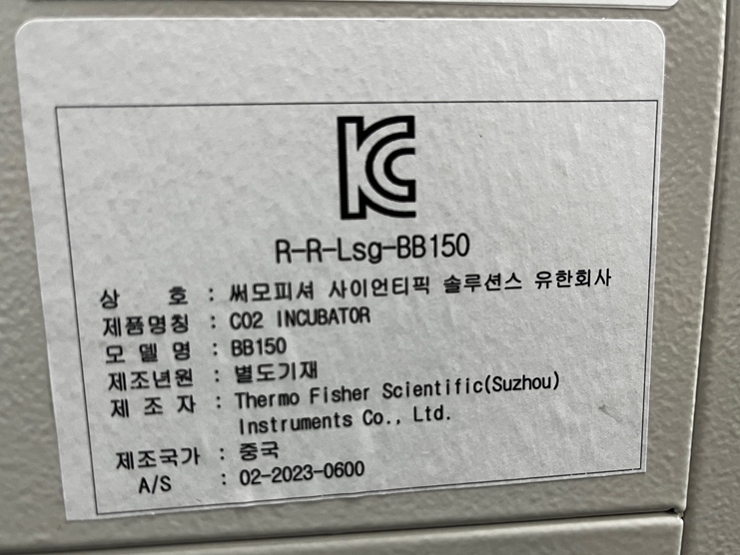 KC
R-R-Lsg-BB150
상 호 : 써모피셔 사이언티픽 솔루션스 유한회사
제품명칭 : CO2 INCUBATOR
모 델 명 : BB150
제조년원 : 별도기재
제 조 자 : Thermo Fisher Scientific(Suzhou)
Instruments Co., Ltd.
제조국가 : 중국
A/S : 02-2023-0600